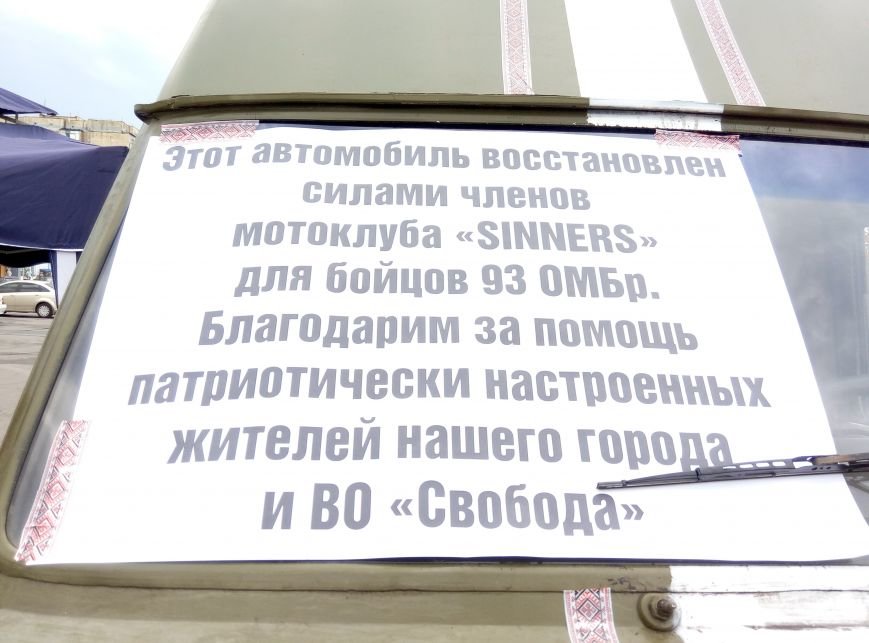 Этот автомобиль восстановлен
силами членов
мотоклуба «SINNERS»
для бойцов 93 ОМБр.
Благодарим за помощь
патриотически настроенных
жителей нашего города
и ВО «Свобода»